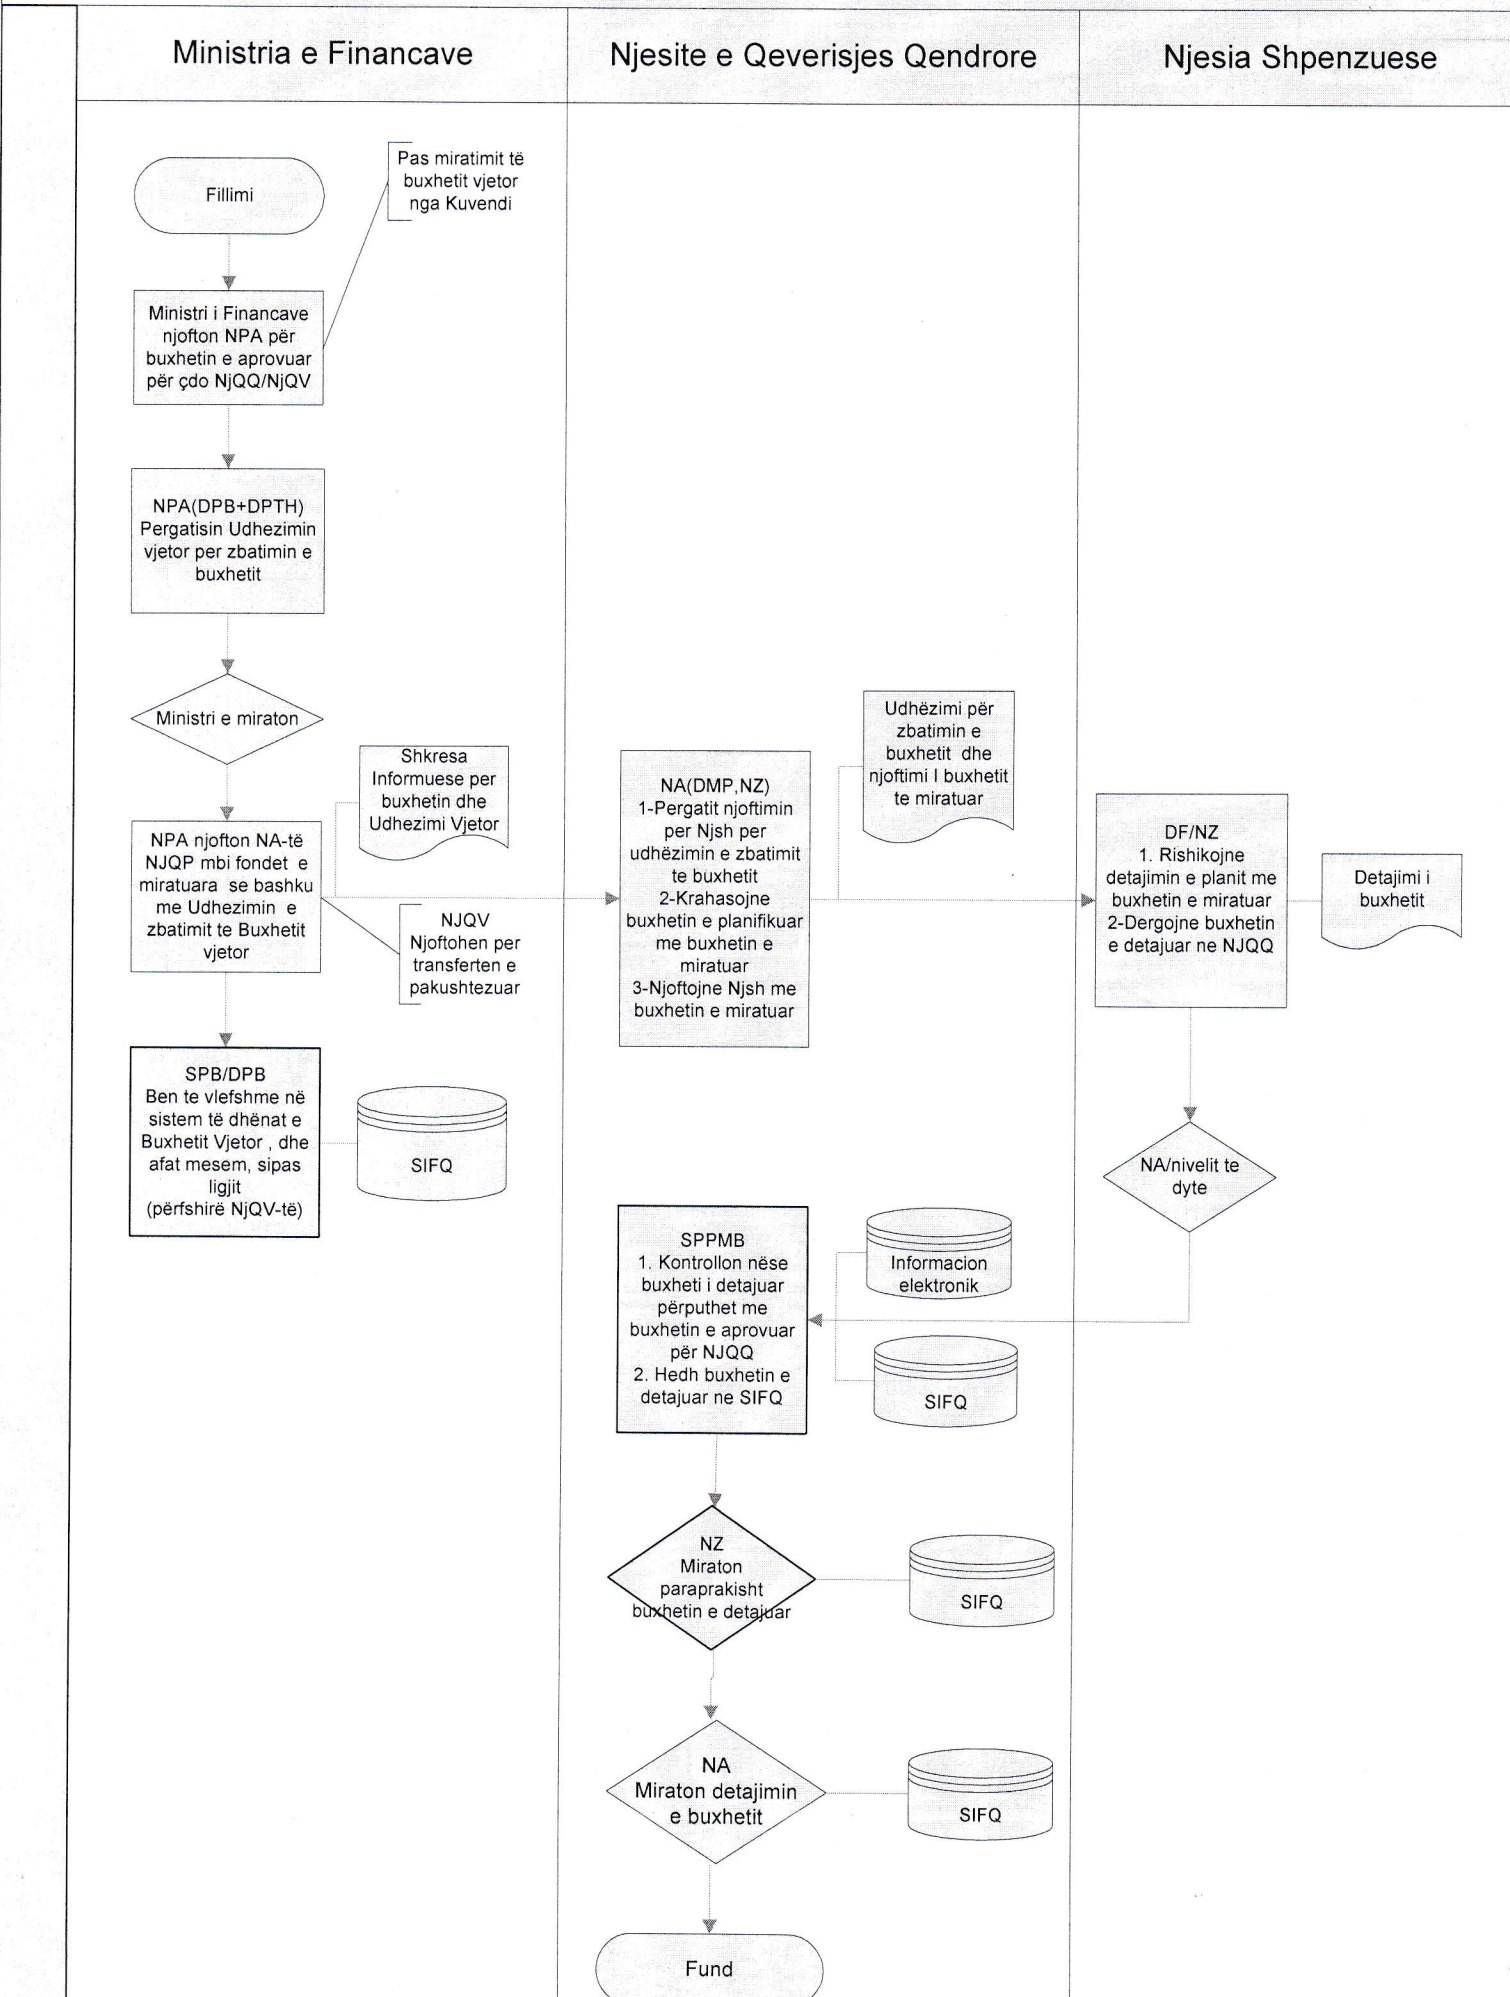 Ministria e Financave
Njesite e Qeverisjes Qendrore
Njesia Shpenzuese
Fillimi
Pas miratimit të
buxhetit vjetor
nga Kuvendi
Ministri i Financave
njofton NPA për
buxhetin e aprovuar
për çdo NjQQ/NjQV
NPA(DPB+DPTH)
Pergatisin Udhezimin
vjetor per zbatimin e
buxhetit
Ministri e miraton
Shkresa
Informuese per
buxhetin dhe
Udhezimi Vjetor
NPA njofton NA-të
NJQP mbi fondet e
miratuara se bashku
me Udhezimin e
zbatimit te Buxhetit
vjetor
NJQV
Njoftohen per
transferten e
pakushtezuar
SPB/DPB
Ben te vlefshme në
sistem të dhënat e
Buxhetit Vjetor , dhe
afat mesem, sipas
ligjit
(përfshirë NjQV-të)
SIFQ
NA(DMP,NZ)
1-Pergatit njoftimin
per Njsh per
udhëzimin e zbatimit
te buxhetit
2-Krahasojne
buxhetin e planifikuar
me buxhetin e
miratuar
3-Njoftojne Njsh me
buxhetin e miratuar
Udhëzimi për
zbatimin e
buxhetit dhe
njoftimi I buxhetit
te miratuar
DF/NZ
1. Rishikojne
detajimin e planit me
buxhetin e miratuar
2-Dergojne buxhetin
e detajuar ne NJQQ
Detajimi i
buxhetit
NA/nivelit te
dyte
SPPMB
1. Kontrollon nëse
buxheti i detajuar
përputhet me
buxhetin e aprovuar
për NJQQ
2. Hedh buxhetin e
detajuar ne SIFQ
Informacion
elektronik
SIFQ
NZ
Miraton
paraprakisht
buxhetin e detajuar
SIFQ
NA
Miraton detajimin
e buxhetit
SIFQ
Fund